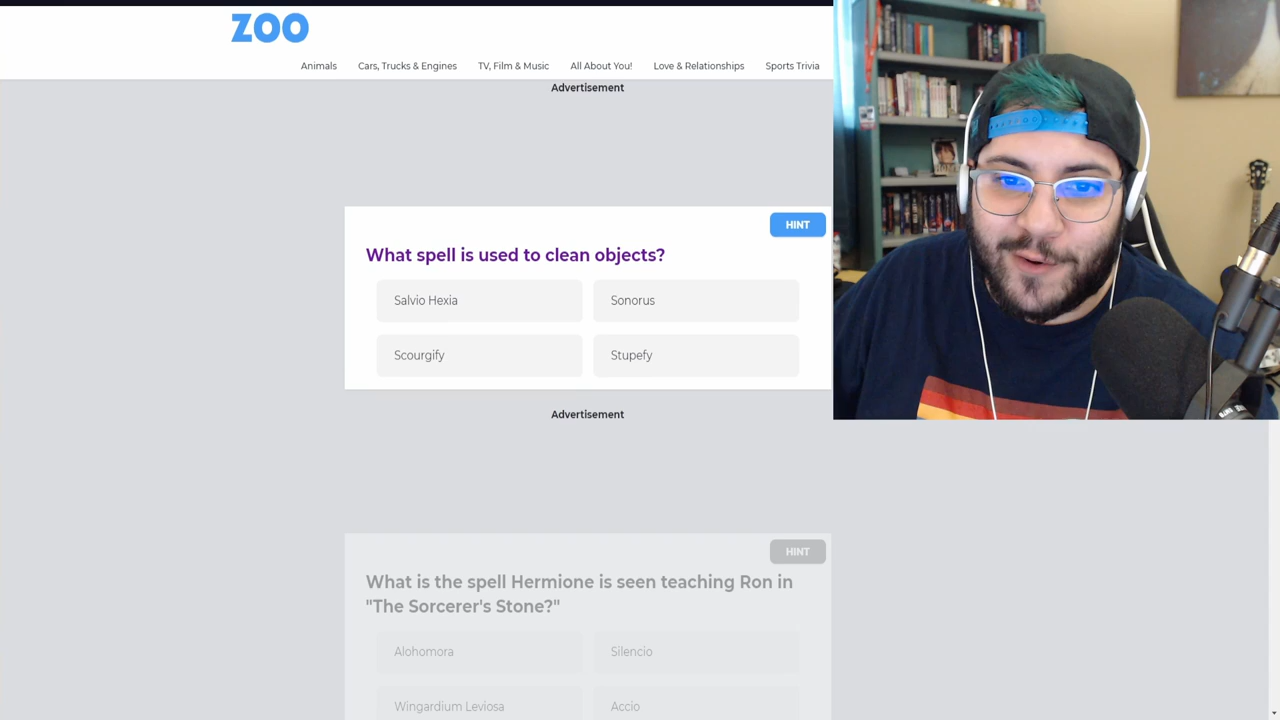 ZOO
Animals Cars, Trucks & Engines TV, Film & Music All About You! Love & Relationships Sports Trivia
Advertisement
HINT
What spell is used to clean objects?
Salvio Hexia Sonorus
Scourgify Stupefy
Advertisement
HINT
What is the spell Hermione is seen teaching Ron in
"The Sorcerer's Stone?"
Alohomora Silencio
Wingardium Leviosa Accio